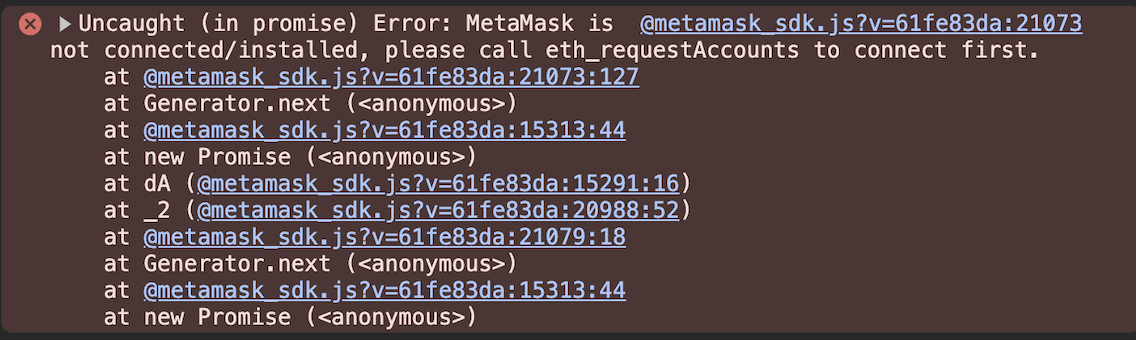 Uncaught (in promise) Error: MetaMask is @metamask_sdk.js?v=61fe83da:21073
not connected/installed, please call eth_requestAccounts to connect first.
at @metamask_sdk.js?v=61fe83da:21073:127
at Generator.next (<anonymous>)
at @metamask_sdk.js?v=61fe83da:15313:44
at new Promise (<anonymous>)
at dA (@metamask_sdk.js?v=61fe83da:15291:16)
at _2 (@metamask_sdk.js?v=61fe83da:20988:52)
at @metamask_sdk.js?v=61fe83da:21079:18
at Generator.next (<anonymous>)
at @metamask_sdk.js?v=61fe83da:15313:44
at new Promise (<anonymous>)